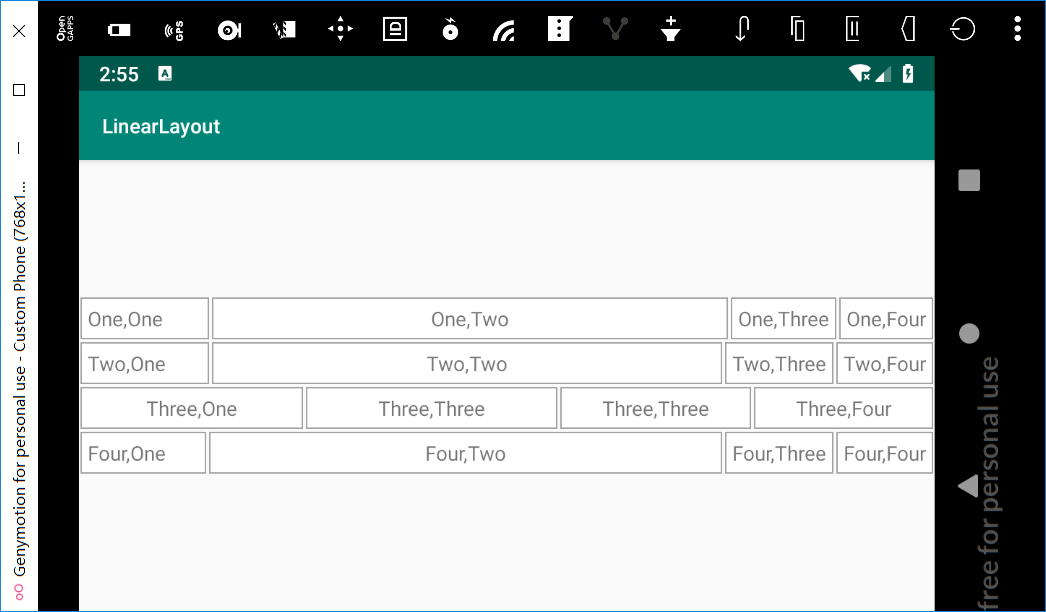 Open
GAPPS
GPS
ID
2:55 A
LinearLayout
One,One One,Two One,Three One,Four
Two,One Two,Two Two,Three Two,Four
Three,One Three,Three Three,Three Three,Four
Four,One Four,Two Four,Three Four,Four
Genymotion for personal use - Custom Phone (768x1...
free for personal use